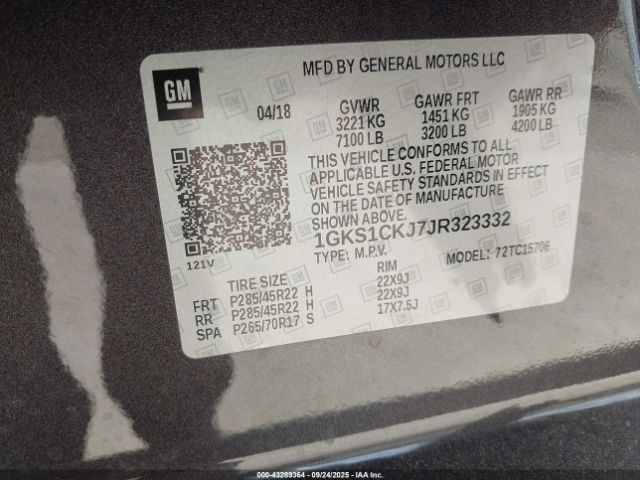 GM
MFD BY GENERAL MOTORS LLC
04/18 GVWR GAWR FRT GAWR RR
3221 KG 1451 KG 1905 KG
7100 LB 3200 LB 4200 LB
THIS VEHICLE CONFORMS TO ALL
APPLICABLE U.S. FEDERAL MOTOR
VEHICLE SAFETY STANDARDS IN EFFECT
ON THE DATE OF MANUFACTURE
SHOWN ABOVE.
1GKS1CKJ7JR323332
121V TYPE: M.P.V. MODEL: 72TC15706
TIRE SIZE RIM
FRT P285/45R22 H 22X9J
RR P285/45R22 H 22X9J
SPA P265/70R17 S 17X7.5J
000-43289364 - 09/24/2025 - IAAI.COM